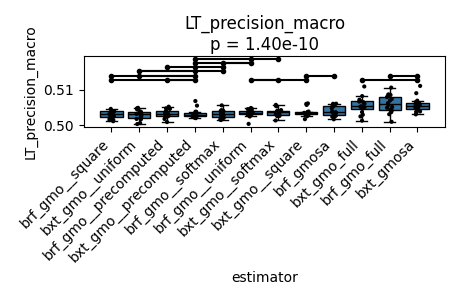 LT_precision_macro
p = 1.40e-10
LT_precision_macro
0.51
0.50
brf_gmo__square
bxt_gmo__uniform
brf_gmo__precomputed
bxt_gmo__precomputed
brf_gmo__softmax
brf_gmo__uniform
bxt_gmo__softmax
bxt_gmo__square
brf_gmosa
bxt_gmo_full
brf_gmo_full
bxt_gmosa
estimator